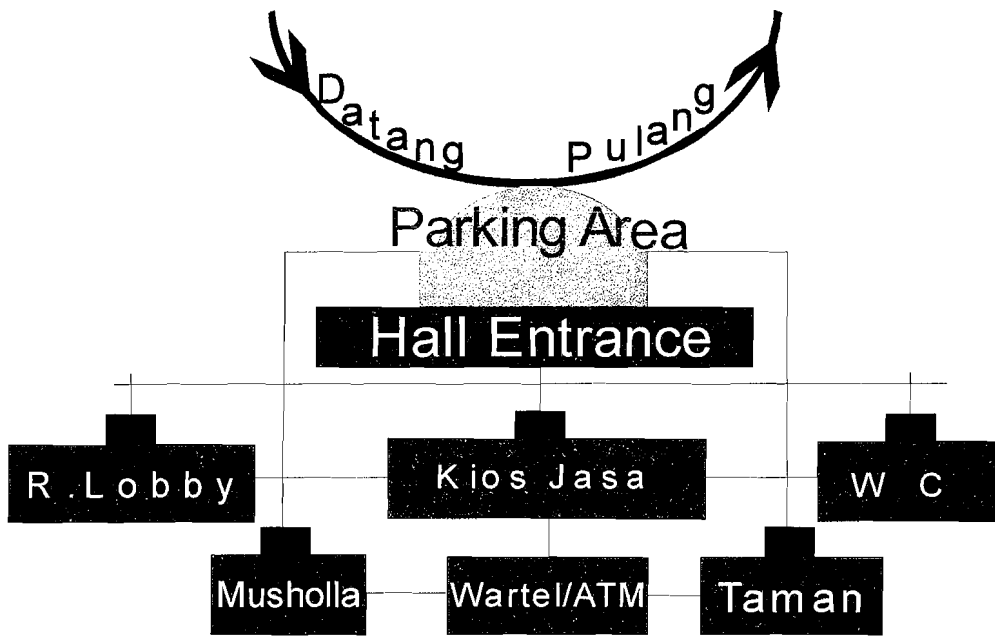 Datang
Pulang
Parking Area
Hall Entrance
R.Lobby
Kios Jasa
W C
Musholla
Wartel/ATM
Taman